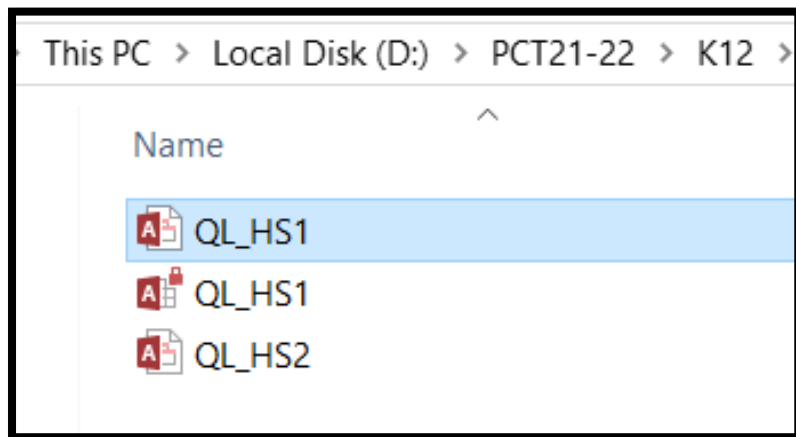 This PC > Local Disk (D:) > PCT21-22 > K12 >
Name
QL_HS1
QL_HS1
QL_HS2